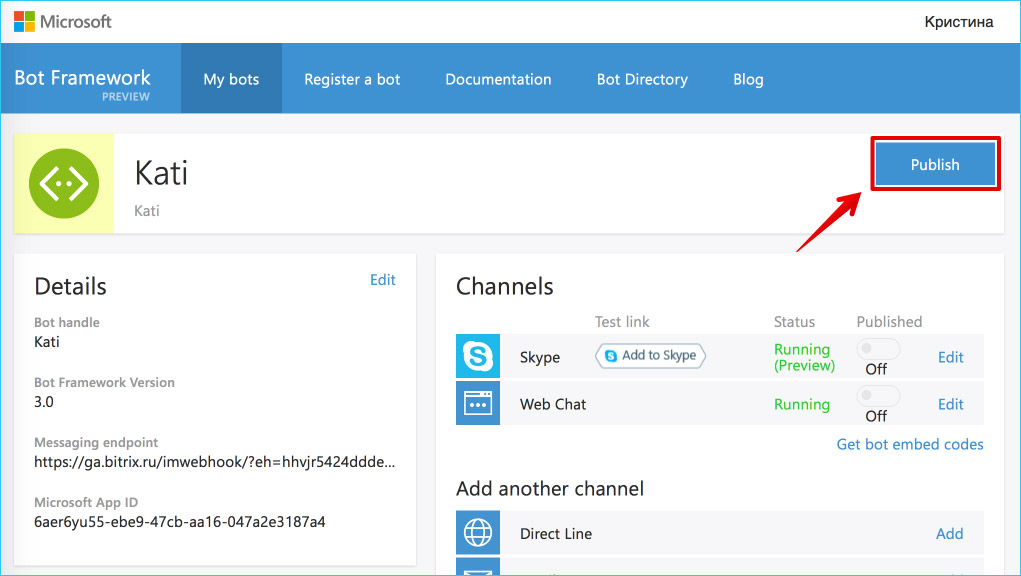 Microsoft
Кристина
Bot Framework
PREVIEW
My bots
Register a bot
Documentation
Bot Directory
Blog
Kati
Kati
Publish
Details
Edit
Bot handle
Kati
Bot Framework Version
3.0
Messaging endpoint
https://ga.bitrix.ru/imwebhook/?eh=hhvjr5424ddde...
Microsoft App ID
6aer6yu55-ebe9-47cb-aa16-047a2e3187a4
Channels
Test link
Status
Published
Skype
Add to Skype
Running
(Preview)
Off
Edit
Web Chat
Running
Off
Edit
Get bot embed codes
Add another channel
Direct Line
Add